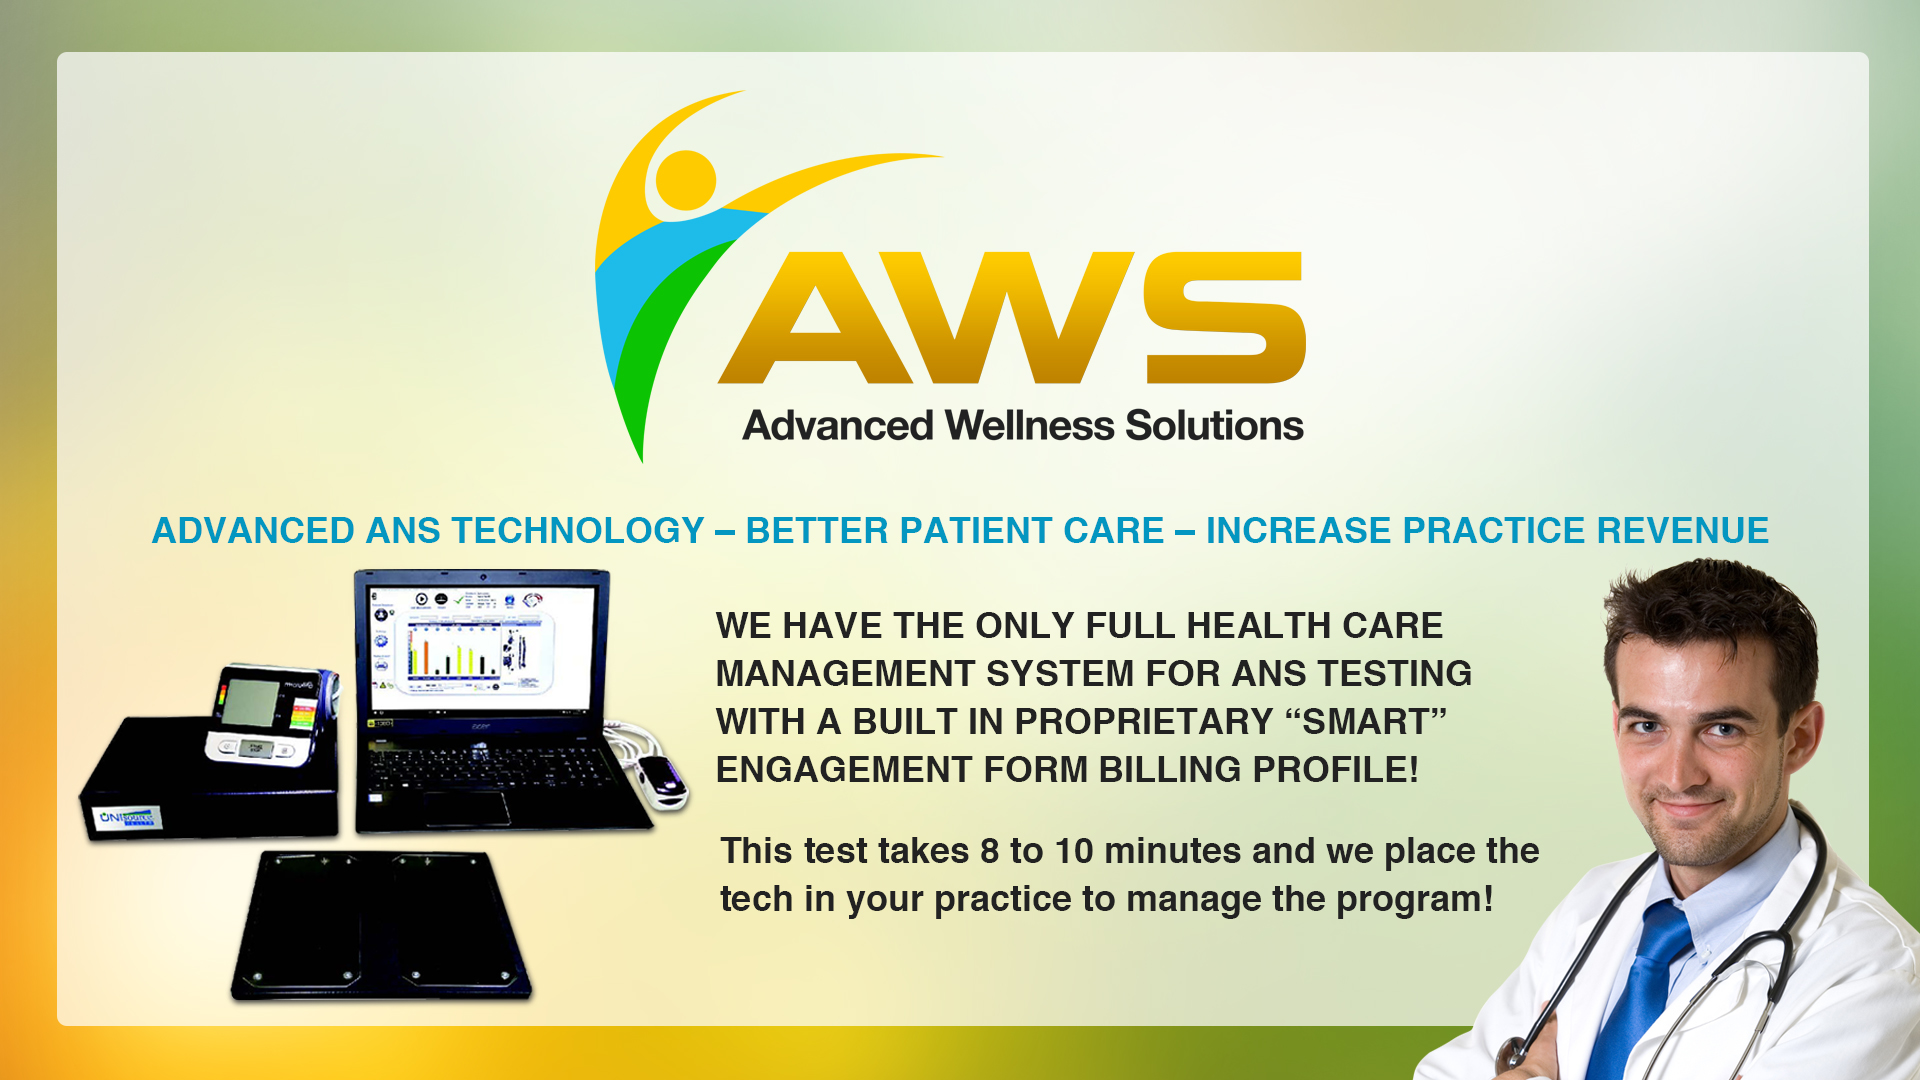 AWS
Advanced Wellness Solutions
ADVANCED ANS TECHNOLOGY – BETTER PATIENT CARE – INCREASE PRACTICE REVENUE
WE HAVE THE ONLY FULL HEALTH CARE
MANAGEMENT SYSTEM FOR ANS TESTING
WITH A BUILT IN PROPRIETARY “SMART”
ENGAGEMENT FORM BILLING PROFILE!
This test takes 8 to 10 minutes and we place the
tech in your practice to manage the program!
acer